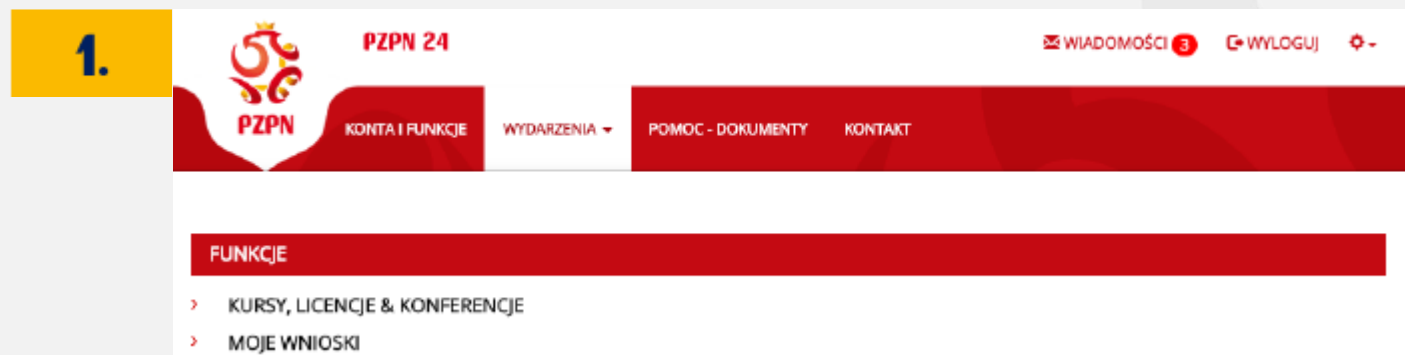 1.
PZPN 24
WIADOMOŚCI 3 WYLOGUJ
PZPN
KONTA I FUNKCJE WYDARZENIA POMOC - DOKUMENTY KONTAKT
FUNKCJE
KURSY, LICENCJE & KONFERENCJE
MOJE WNIOSKI